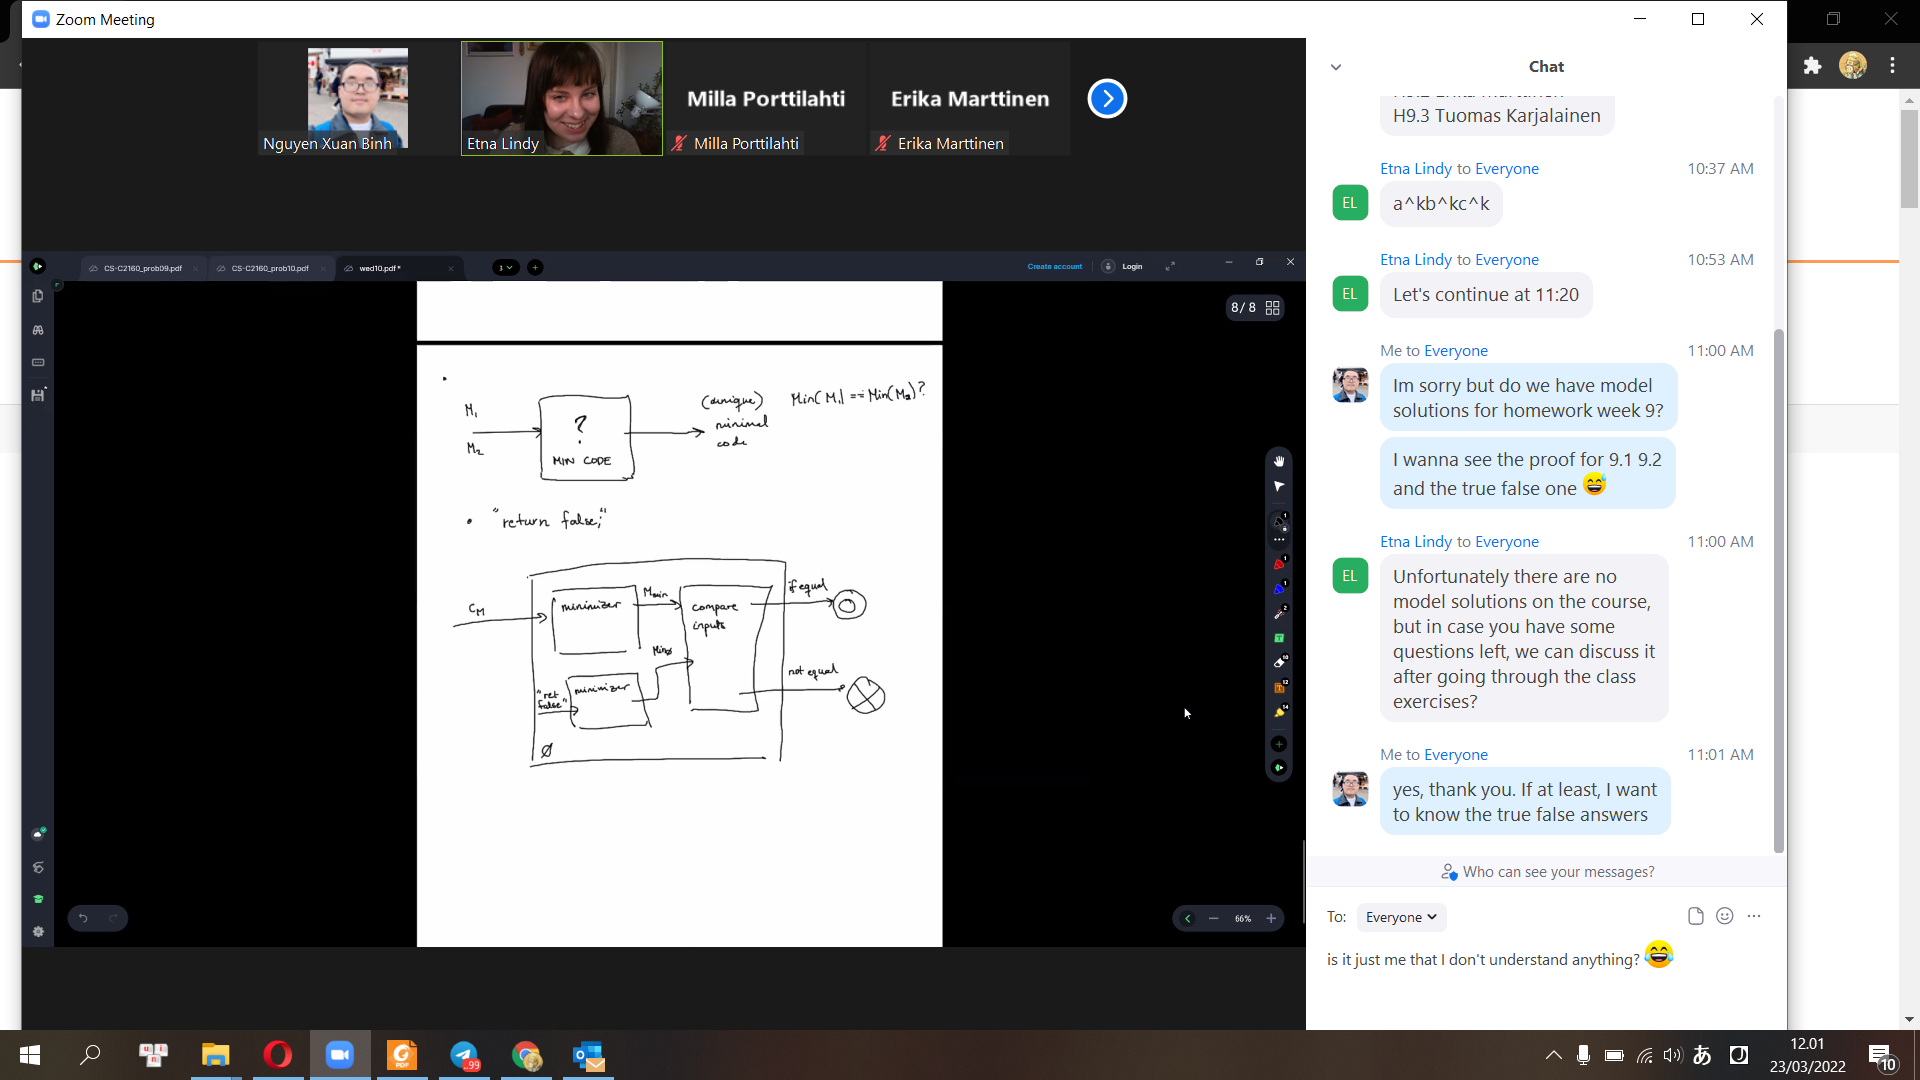 Zoom Meeting
Nguyen Xuan Binh
Etna Lindy
Milla Porttilahti
Milla Porttilahti
Erika Marttinen
Erika Marttinen
CS-C2160_prob09.pdf
CS-C2160_prob10.pdf
wed10.pdf*
3
Create account
Login
8/ 8
M₁
M₂
?
MIN CODE
(unique)
minimal
code
Min(M₁) == Min(M₂)?
"return false;"
C_M
minimizer
M_min
compare
inputs
if equal
not equal
"ret
false"
minimizer
Min∅
∅
66%
Chat
H9.3 Tuomas Karjalainen
Etna Lindy to Everyone 10:37 AM
EL
a^kb^kc^k
Etna Lindy to Everyone 10:53 AM
EL
Let's continue at 11:20
Me to Everyone 11:00 AM
Im sorry but do we have model
solutions for homework week 9?
I wanna see the proof for 9.1 9.2
and the true false one 😅
Etna Lindy to Everyone 11:00 AM
EL
Unfortunately there are no
model solutions on the course,
but in case you have some
questions left, we can discuss it
after going through the class
exercises?
Me to Everyone 11:01 AM
yes, thank you. If at least, I want
to know the true false answers
Who can see your messages?
To: Everyone
is it just me that I don't understand anything? 😂
12.01
23/03/2022
あ
10
..99